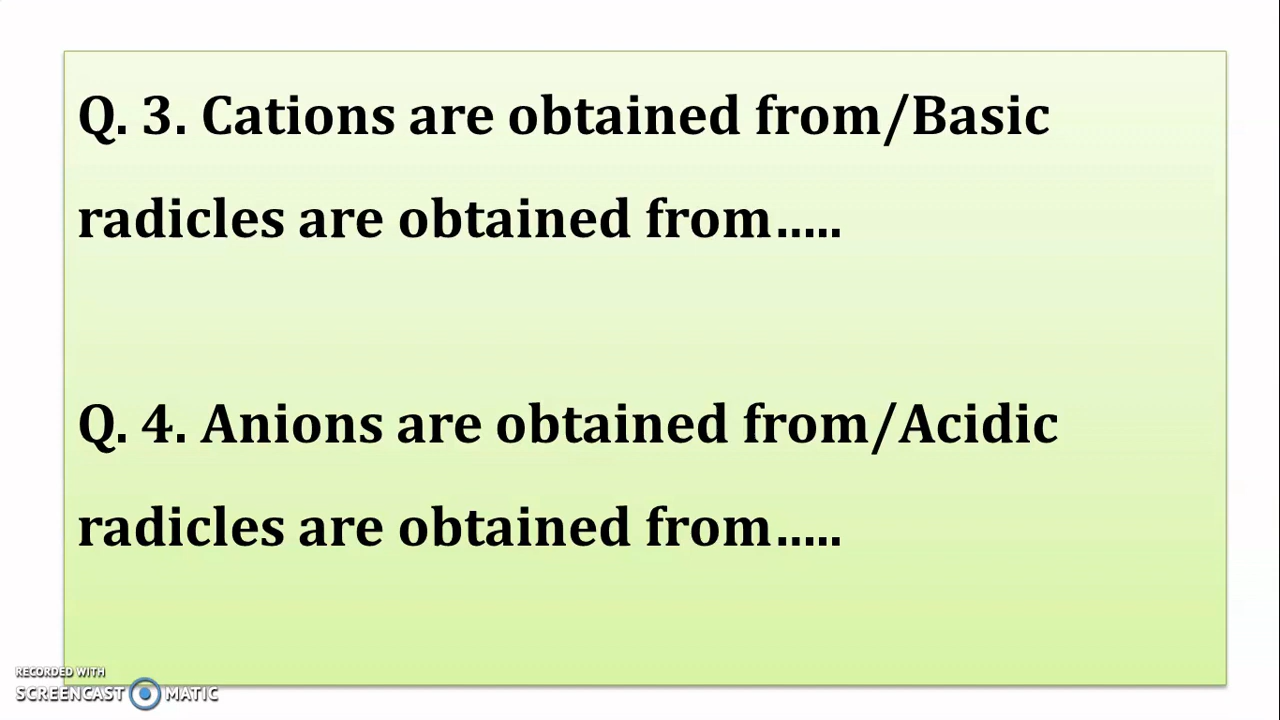 Q. 3. Cations are obtained from/Basic
radicles are obtained from.....
Q. 4. Anions are obtained from/Acidic
radicles are obtained from.....
RECORDED WITH
SCREENCAST MATIC